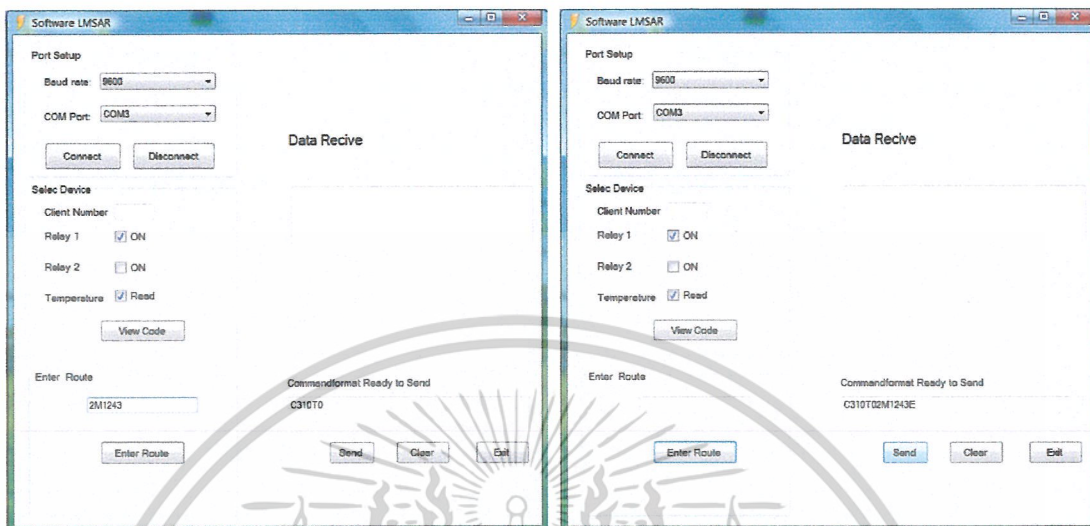 Software LMSAR
Port Setup
Baud rate: 9600
COM Port: COM3
Connect Disconnect
Data Recive
Selec Device
Client Number
Relay 1 ON
Relay 2 ON
Temperature Read
View Code
Enter Route
2M1243
Commandformat Ready to Send
C310T0
Enter Route Send Clear Exit
Software LMSAR
Port Setup
Baud rate: 9600
COM Port: COM3
Connect Disconnect
Data Recive
Selec Device
Client Number
Relay 1 ON
Relay 2 ON
Temperature Read
View Code
Enter Route
Commandformat Ready to Send
C310T02M1243E
Enter Route Send Clear Exit